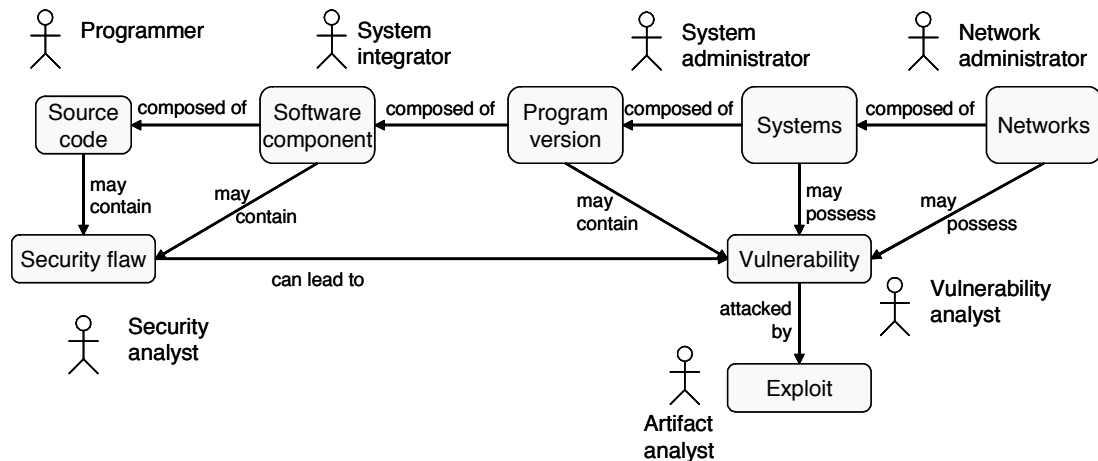 Programmer
System
integrator
System
administrator
Network
administrator
Source
code
composed of
Software
component
composed of
Program
version
composed of
Systems
composed of
Networks
may
contain
may
contain
may
contain
may
possess
may
possess
Security flaw
can lead to
Vulnerability
Security
analyst
attacked
by
Vulnerability
analyst
Exploit
Artifact
analyst